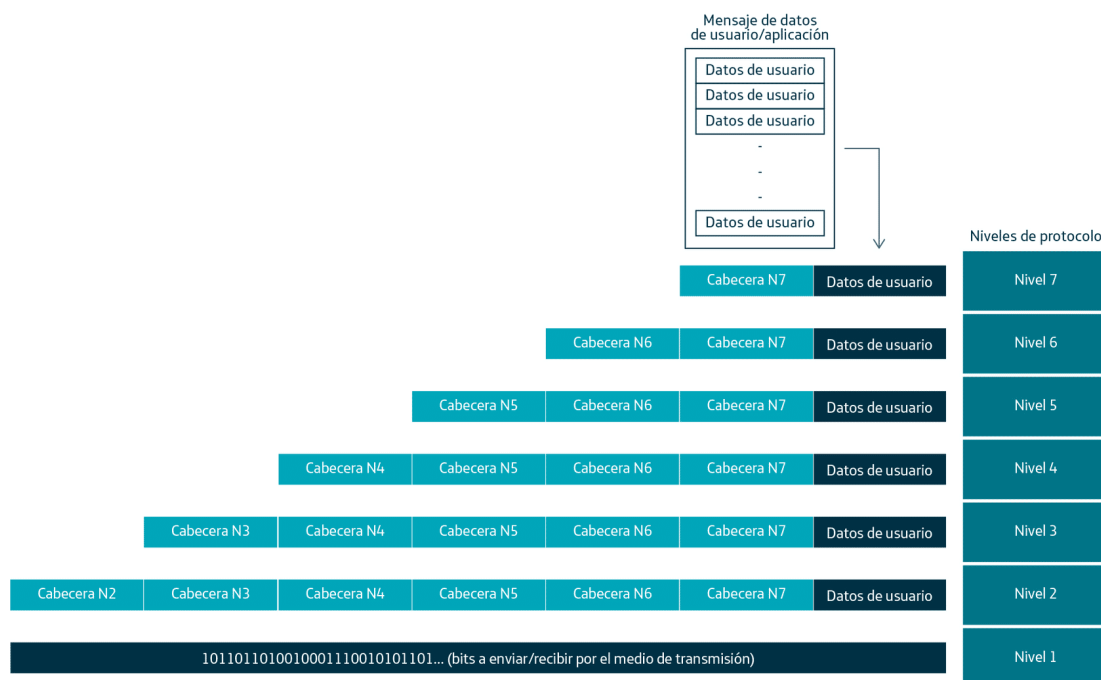 Mensaje de datos
de usuario/aplicación
Datos de usuario
Datos de usuario
Datos de usuario
-
-
-
Datos de usuario
Niveles de protocolo
Cabecera N7 Datos de usuario Nivel 7
Cabecera N6 Cabecera N7 Datos de usuario Nivel 6
Cabecera N5 Cabecera N6 Cabecera N7 Datos de usuario Nivel 5
Cabecera N4 Cabecera N5 Cabecera N6 Cabecera N7 Datos de usuario Nivel 4
Cabecera N3 Cabecera N4 Cabecera N5 Cabecera N6 Cabecera N7 Datos de usuario Nivel 3
Cabecera N2 Cabecera N3 Cabecera N4 Cabecera N5 Cabecera N6 Cabecera N7 Datos de usuario Nivel 2
1011011010010001110010101101... (bits a enviar/recibir por el medio de transmisión) Nivel 1